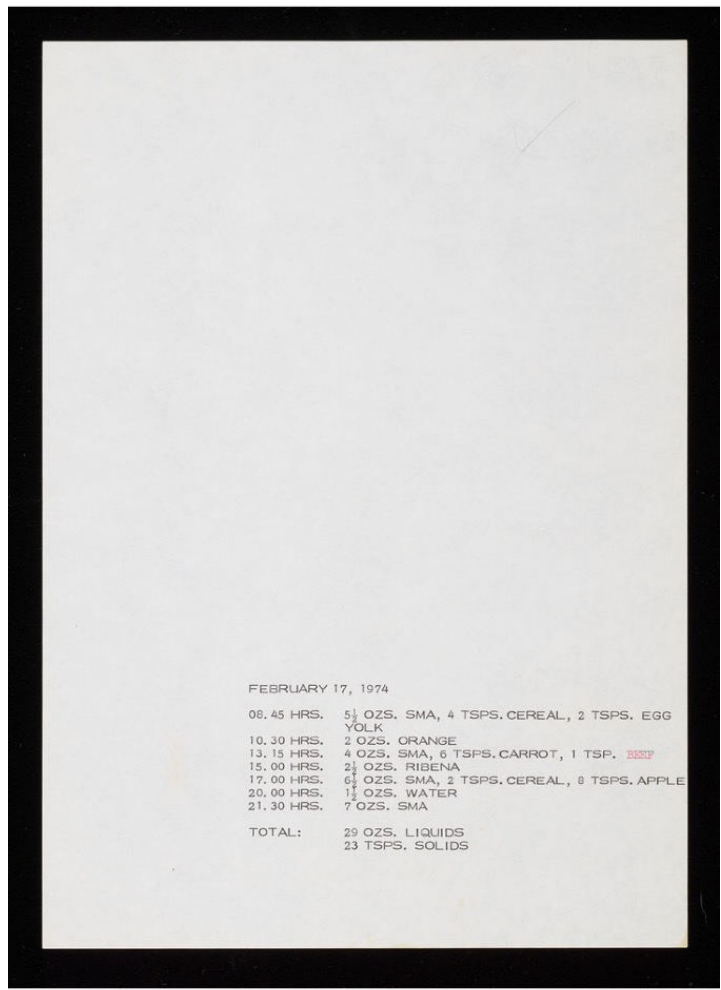 FEBRUARY 17, 1974
08.45 HRS. 5½ OZS. SMA, 4 TSPS. CEREAL, 2 TSPS. EGG
YOLK
10.30 HRS. 2 OZS. ORANGE
13.15 HRS. 4 OZS. SMA, 6 TSPS. CARROT, 1 TSP. BEEF
15.00 HRS. 2½ OZS. RIBENA
17.00 HRS. 6½ OZS. SMA, 2 TSPS. CEREAL, 8 TSPS. APPLE
20.00 HRS. 1½ OZS. WATER
21.30 HRS. 7 OZS. SMA
TOTAL: 29 OZS. LIQUIDS
23 TSPS. SOLIDS